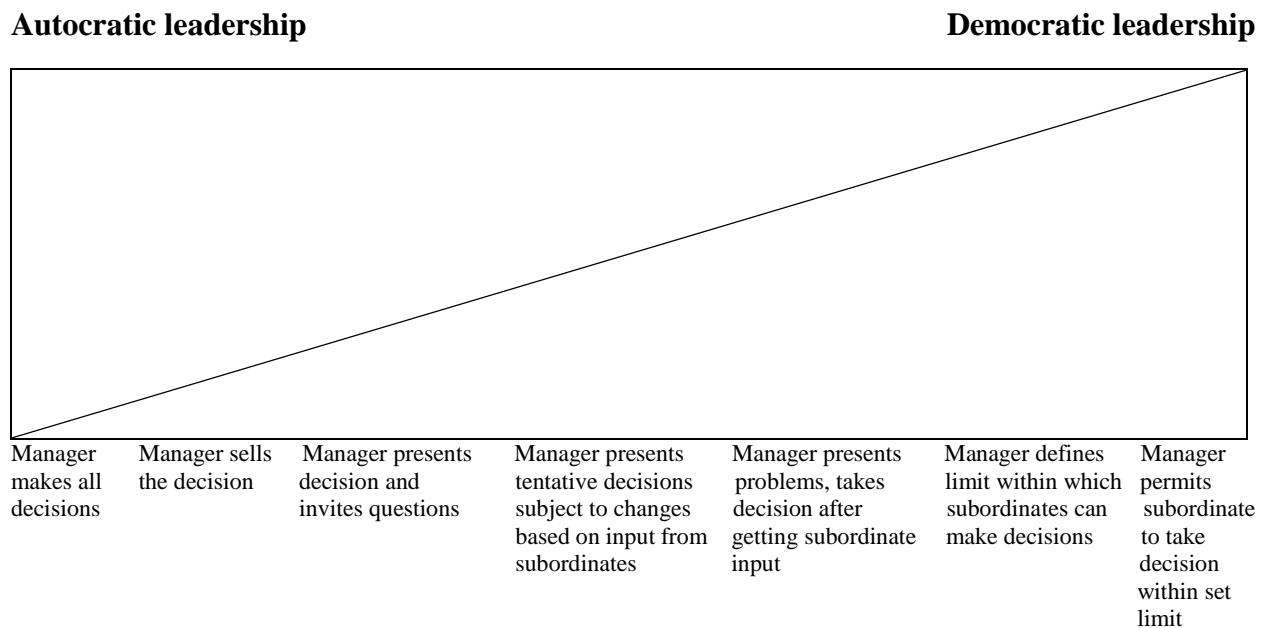 Autocratic leadership
Democratic leadership
Manager
makes all
decisions
Manager sells
the decision
Manager presents
decision and
invites questions
Manager presents
tentative decisions
subject to changes
based on input from
subordinates
Manager presents
problems, takes
decision after
getting subordinate
input
Manager defines
limit within which
subordinates can
make decisions
Manager
permits
subordinate
to take
decision
within set
limit